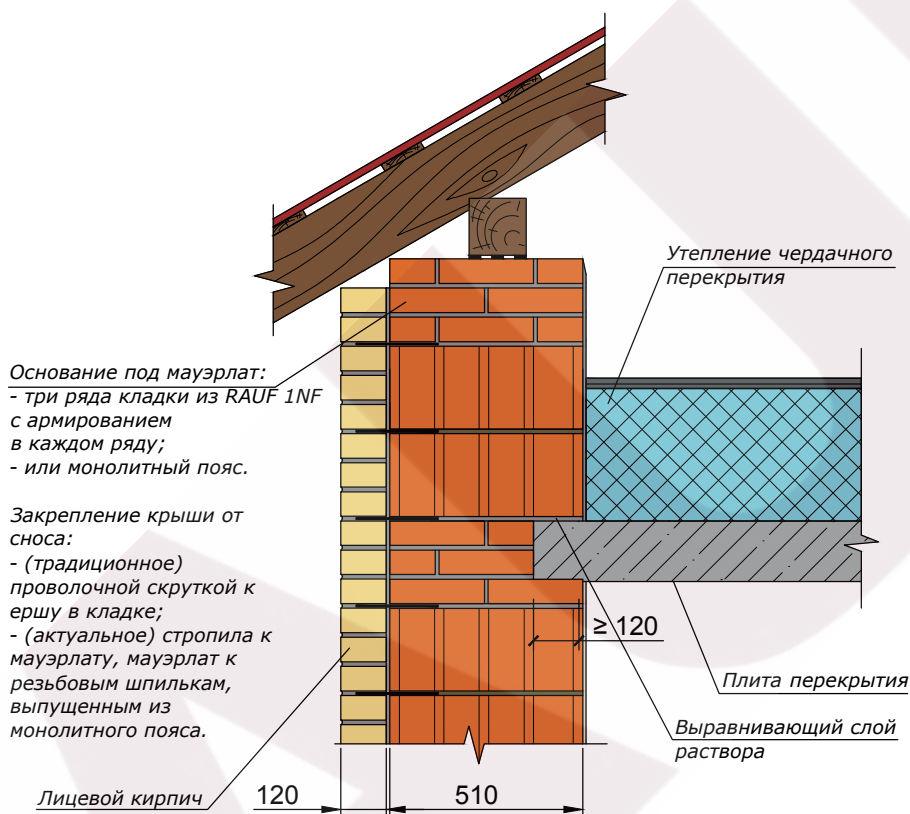 Утепление чердачного
перекрытия
Основание под мауэрлат:
- три ряда кладки из RAUF 1NF
с армированием
в каждом ряду;
- или монолитный пояс.
Закрепление крыши от
сноса:
- (традиционное)
проволочной скруткой к
ершу в кладке;
- (актуальное) стропила к
мауэрлату, мауэрлат к
резьбовым шпилькам,
выпущенным из
монолитного пояса.
≥ 120
Плита перекрытия
Выравнивающий слой
раствора
Лицевой кирпич
120
510